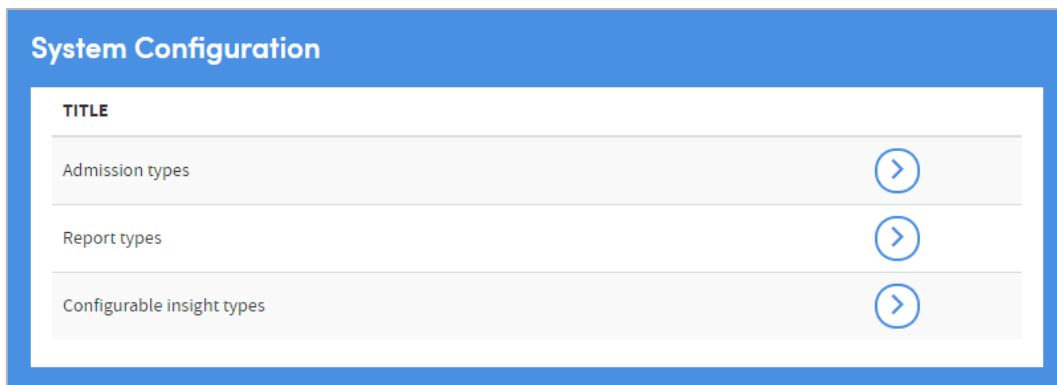 System Configuration
TITLE
Admission types
Report types
Configurable insight types